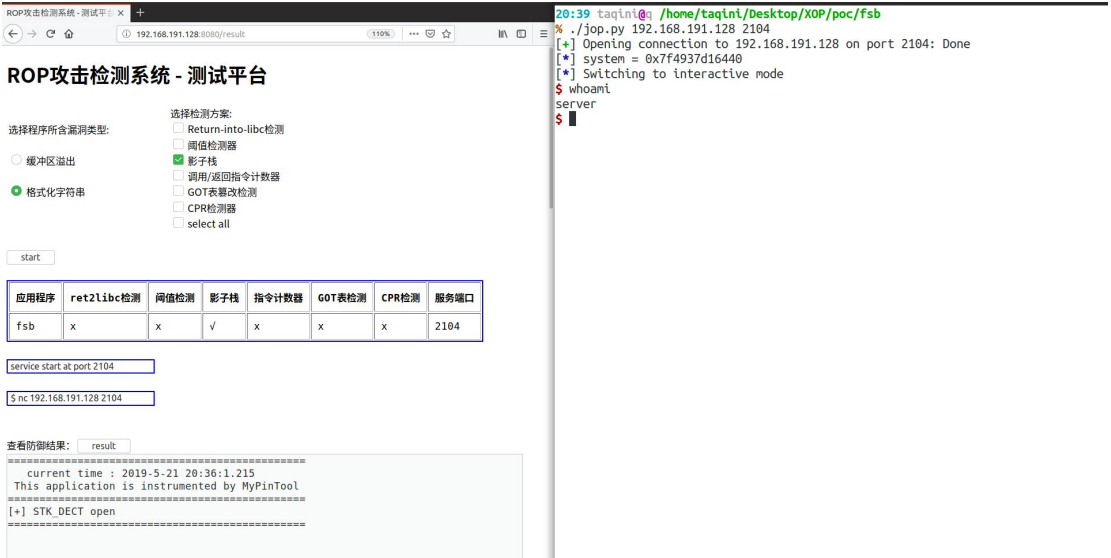 ROP攻击检测系统 - 测试平台
192.168.191.128:8080/result
110%
ROP攻击检测系统 - 测试平台
选择程序所含漏洞类型:
缓冲区溢出
格式化字符串
选择检测方案:
Return-into-libc检测
阈值检测器
影子栈
调用/返回指令计数器
GOT表篡改检测
CPR检测器
select all
start
应用程序 ret2libc检测 阈值检测 影子栈 指令计数器 GOT表检测 CPR检测 服务端口
fsb x x √ x x x 2104
service start at port 2104
$ nc 192.168.191.128 2104
查看防御结果: result
===============================================
current time : 2019-5-21 20:36:1.215
This application is instrumented by MyPinTool
===============================================
[+] STK_DECT open
===============================================
20:39 taqini@q /home/taqini/Desktop/XOP/poc/fsb
% ./jop.py 192.168.191.128 2104
[+] Opening connection to 192.168.191.128 on port 2104: Done
[*] system = 0x7f4937d16440
[*] Switching to interactive mode
$ whoami
server
$